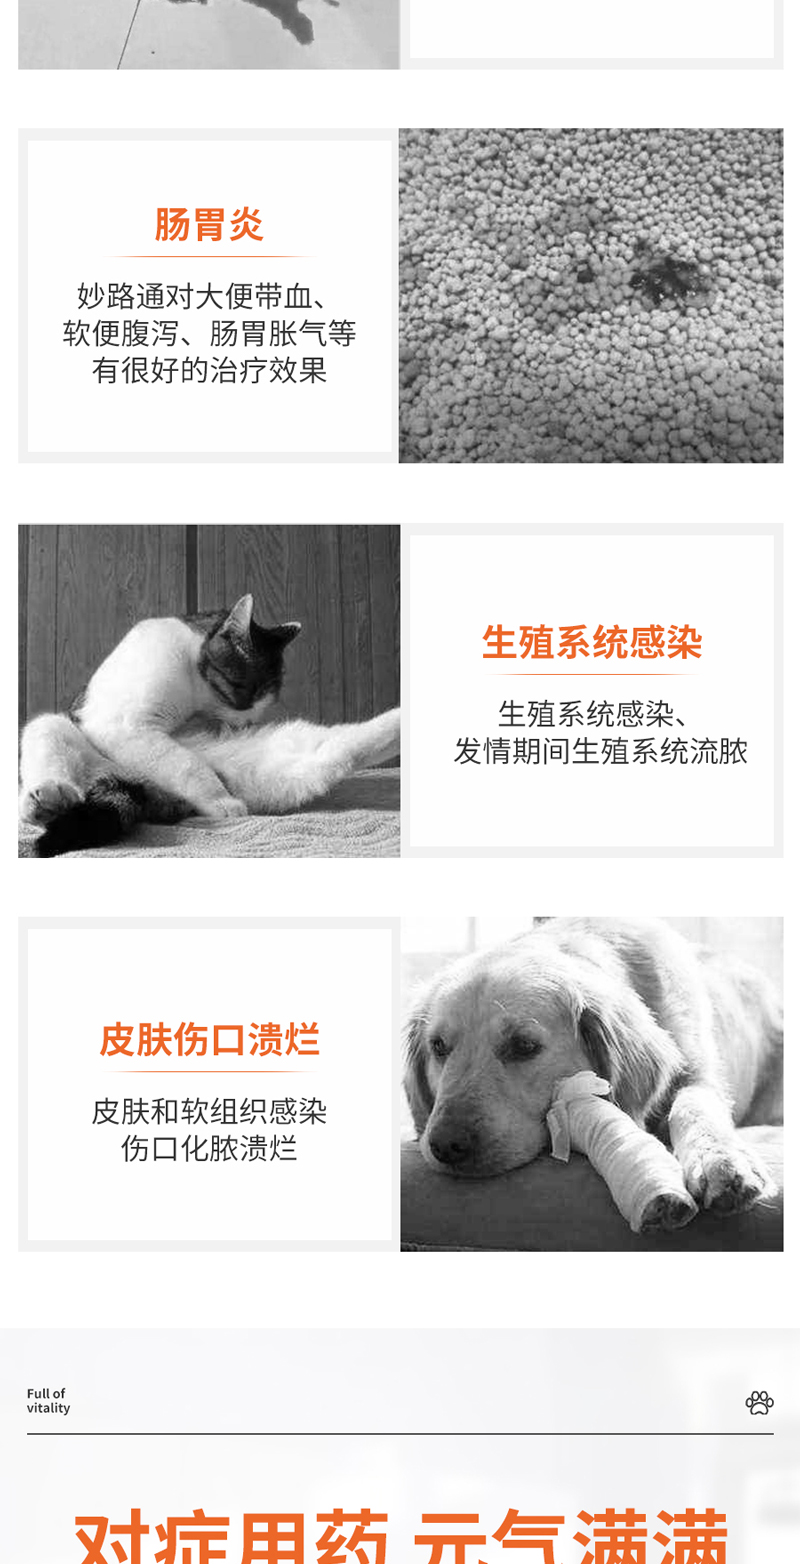 肠胃炎
妙路通对大便带血、
软便腹泻、肠胃胀气等
有很好的治疗效果
生殖系统感染
生殖系统感染、
发情期间生殖系统流脓
皮肤伤口溃烂
皮肤和软组织感染
伤口化脓溃烂
Full of
vitality
对症用药 元气满满